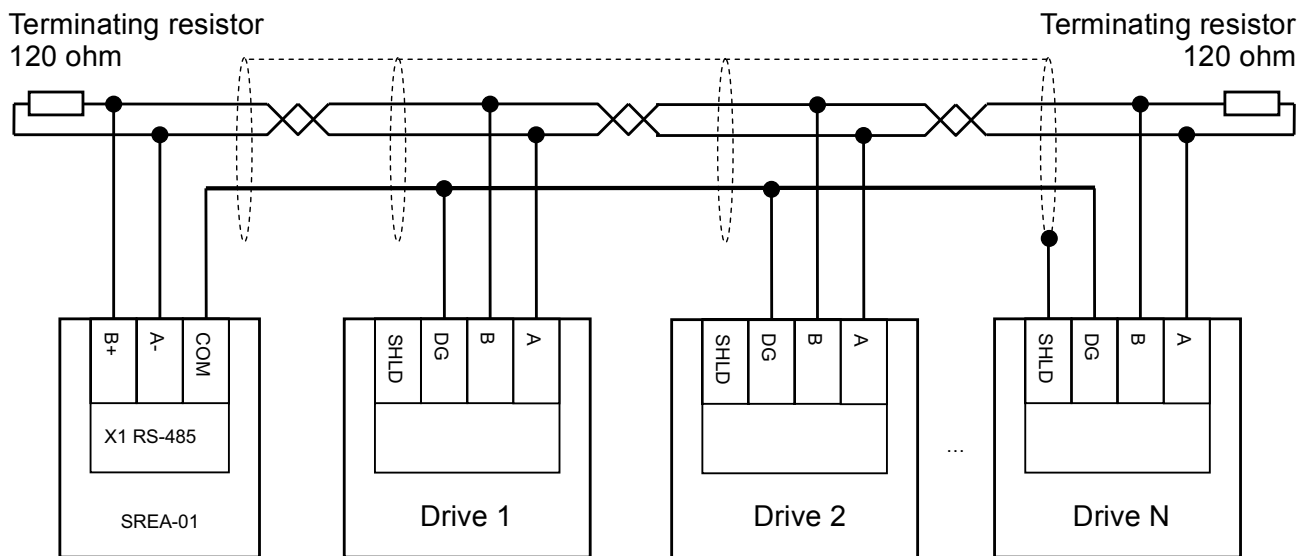 Terminating resistor
120 ohm
Terminating resistor
120 ohm
B+
A-
COM
SHLD
DG
B
A
SHLD
DG
B
A
SHLD
DG
B
A
X1 RS-485
...
SREA-01
Drive 1
Drive 2
Drive N